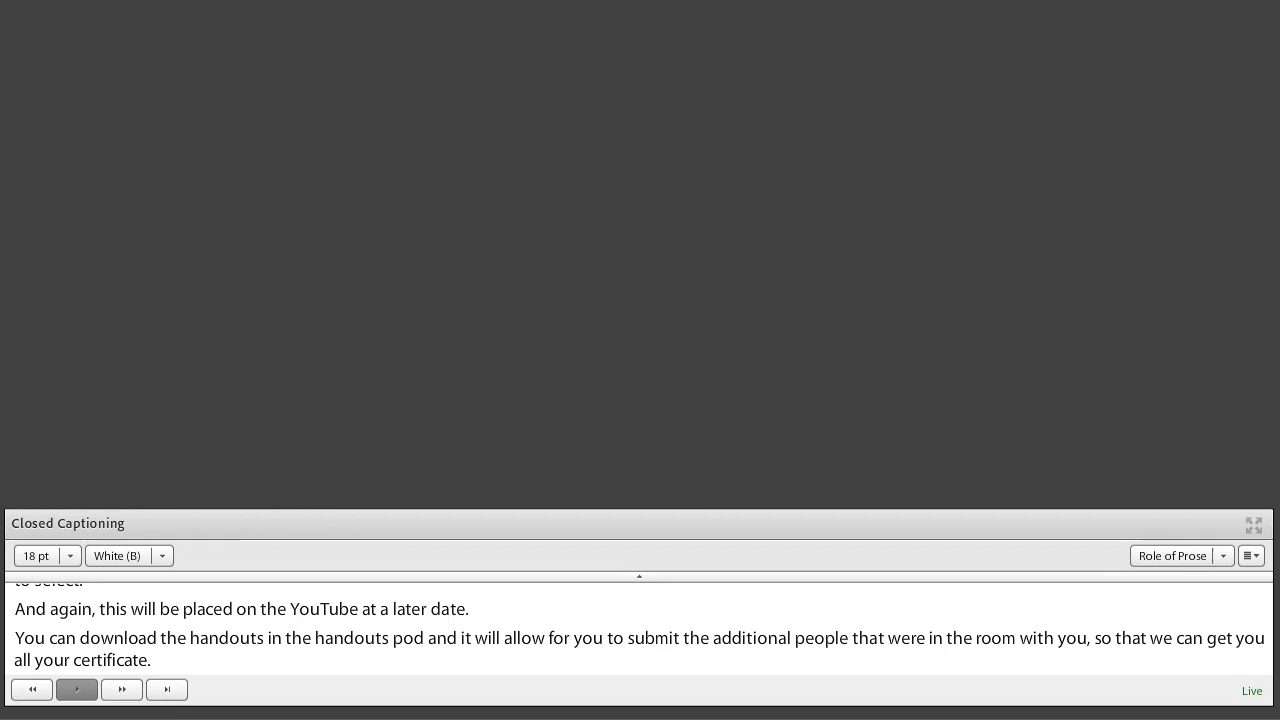 Closed Captioning
18 pt
White (B)
Role of Prose
to select.
And again, this will be placed on the YouTube at a later date.
You can download the handouts in the handouts pod and it will allow for you to submit the additional people that were in the room with you, so that we can get you
all your certificate.
Live